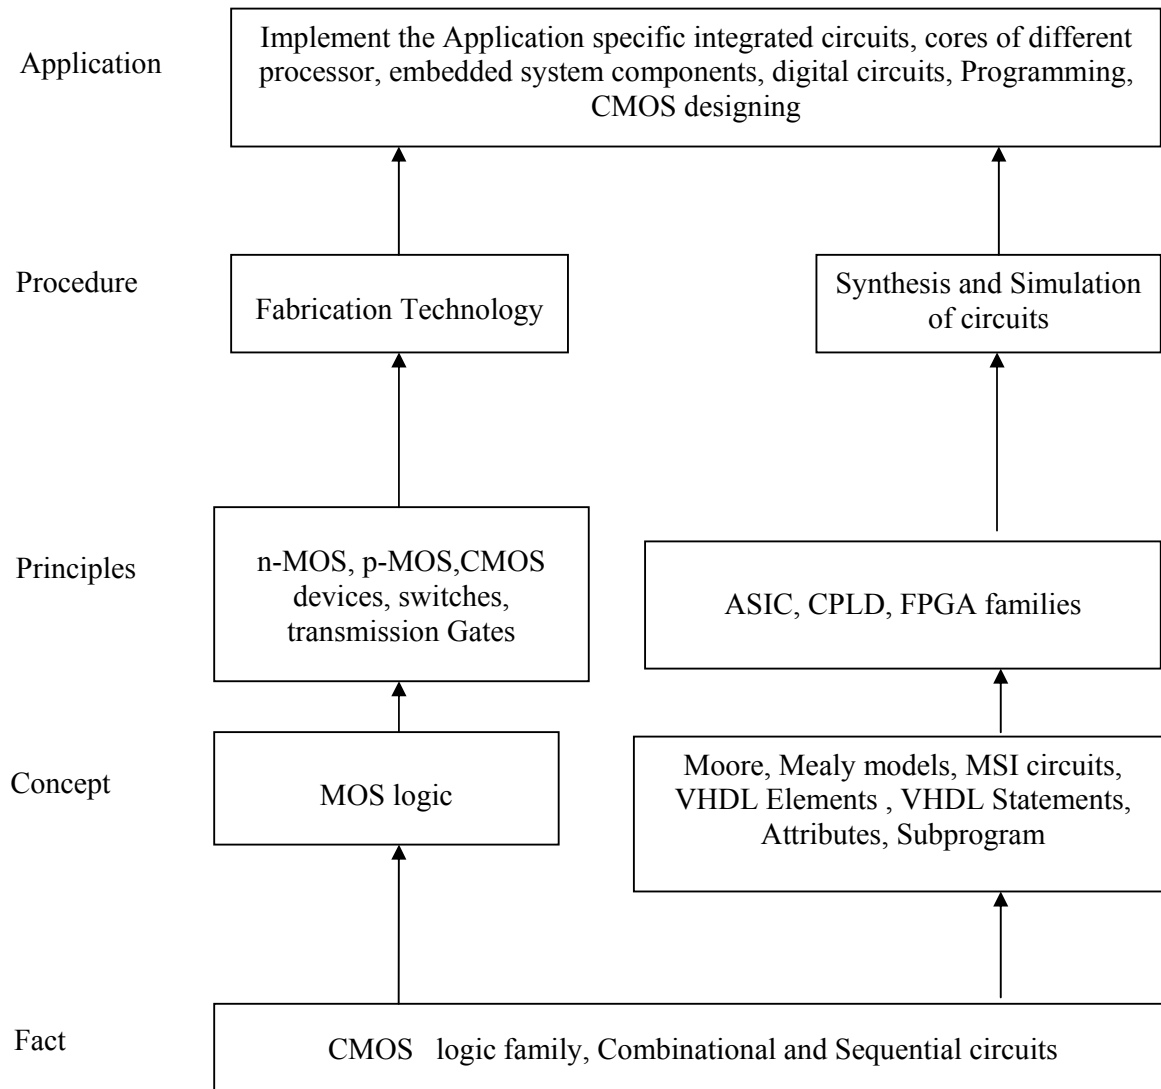 Application
Implement the Application specific integrated circuits, cores of different
processor, embedded system components, digital circuits, Programming,
CMOS designing
Procedure
Fabrication Technology
Synthesis and Simulation
of circuits
Principles
n-MOS, p-MOS,CMOS
devices, switches,
transmission Gates
ASIC, CPLD, FPGA families
Concept
MOS logic
Moore, Mealy models, MSI circuits,
VHDL Elements , VHDL Statements,
Attributes, Subprogram
Fact
CMOS   logic family, Combinational and Sequential circuits